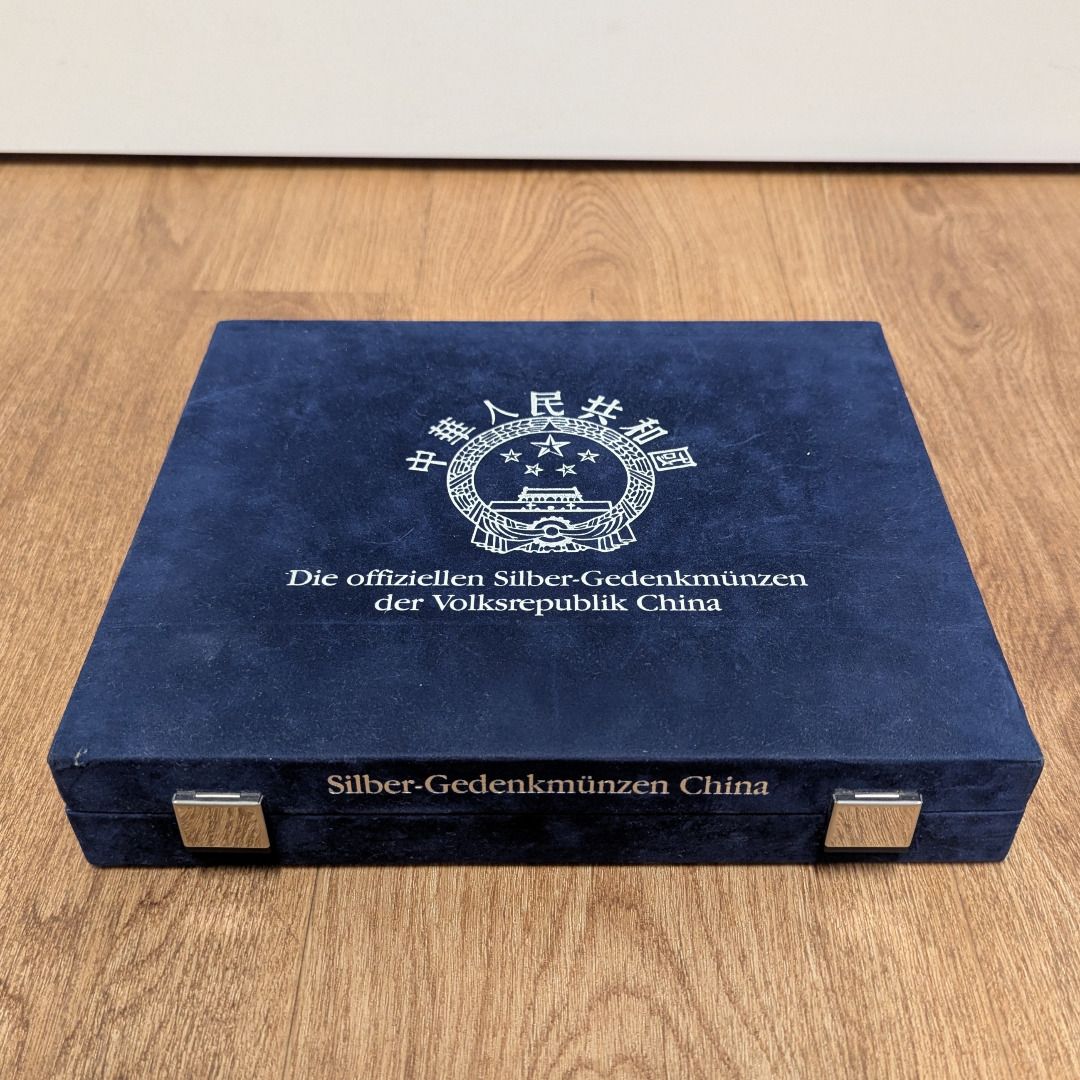 中華人民共和國
Die offiziellen Silber-Gedenkmünzen
der Volksrepublik China
Silber-Gedenkmünzen China